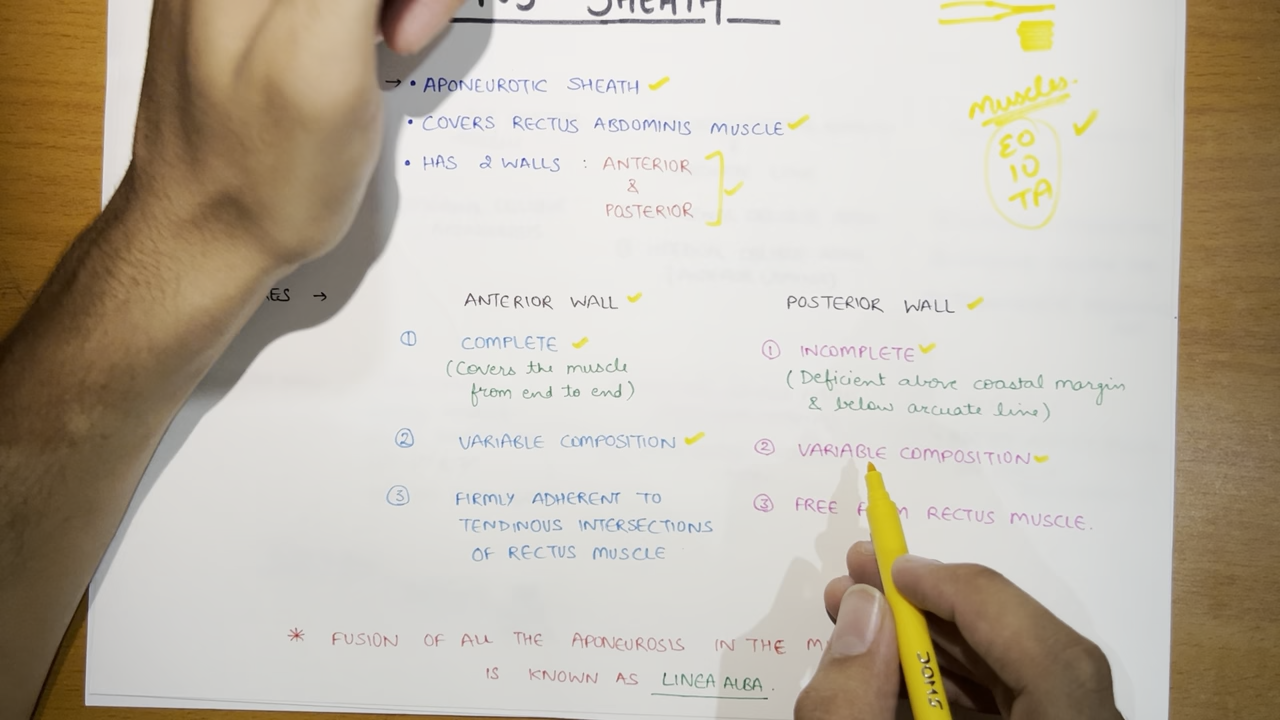 SHEATH
→ • APONEUROTIC SHEATH
• COVERS RECTUS ABDOMINIS MUSCLE
• HAS 2 WALLS : ANTERIOR
&
POSTERIOR
Muscles.
EO
IO
TA
→ ANTERIOR WALL
① COMPLETE
(Covers the muscle
from end to end)
② VARIABLE COMPOSITION
③ FIRMLY ADHERENT TO
TENDINOUS INTERSECTIONS
OF RECTUS MUSCLE
POSTERIOR WALL
① INCOMPLETE
(Deficient above coastal margin
& below arcuate line)
② VARIABLE COMPOSITION
③ FREE RECTUS MUSCLE.
* FUSION OF ALL THE APONEUROSIS IN THE
IS KNOWN AS LINEA ALBA.